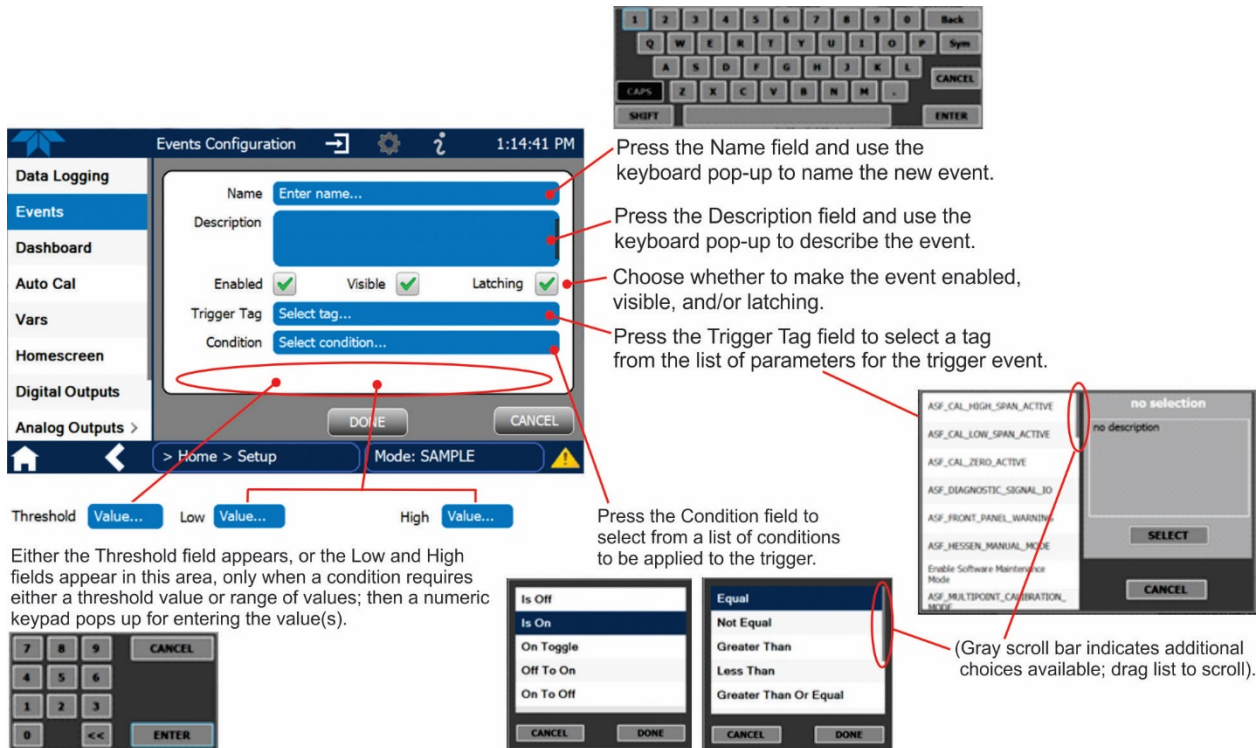 1 2 3 4 5 6 7 8 9 0 Back
Q W E R T Y U I O P Sym
A S D F G H J K L CANCEL
CAPS Z X C V B N M .
SHIFT ENTER
Events Configuration 1:14:41 PM
Data Logging
Events
Dashboard
Auto Cal
Vars
Homescreen
Digital Outputs
Analog Outputs >
Name Enter name...
Description
Enabled Visible Latching
Trigger Tag Select tag...
Condition Select condition...
DONE CANCEL
> Home > Setup Mode: SAMPLE
Press the Name field and use the
keyboard pop-up to name the new event.
Press the Description field and use the
keyboard pop-up to describe the event.
Choose whether to make the event enabled,
visible, and/or latching.
Press the Trigger Tag field to select a tag
from the list of parameters for the trigger event.
ASF_CAL_HIGH_SPAN_ACTIVE
ASF_CAL_LOW_SPAN_ACTIVE
ASF_CAL_ZERO_ACTIVE
ASF_DIAGNOSTIC_SIGNAL_IO
ASF_FRONT_PANEL_WARNING
ASF_HESSEN_MANUAL_MODE
Enable Software Maintenance
Mode
ASF_MULTIPOINT_CALIBRATION_
MODE
no selection
no description
SELECT
CANCEL
Threshold Value... Low Value... High Value...
Either the Threshold field appears, or the Low and High
fields appear in this area, only when a condition requires
either a threshold value or range of values; then a numeric
keypad pops up for entering the value(s).
7 8 9 CANCEL
4 5 6
1 2 3
0 << ENTER
Press the Condition field to
select from a list of conditions
to be applied to the trigger.
Is Off
Is On
On Toggle
Off To On
On To Off
CANCEL DONE
Equal
Not Equal
Greater Than
Less Than
Greater Than Or Equal
CANCEL DONE
(Gray scroll bar indicates additional
choices available; drag list to scroll).